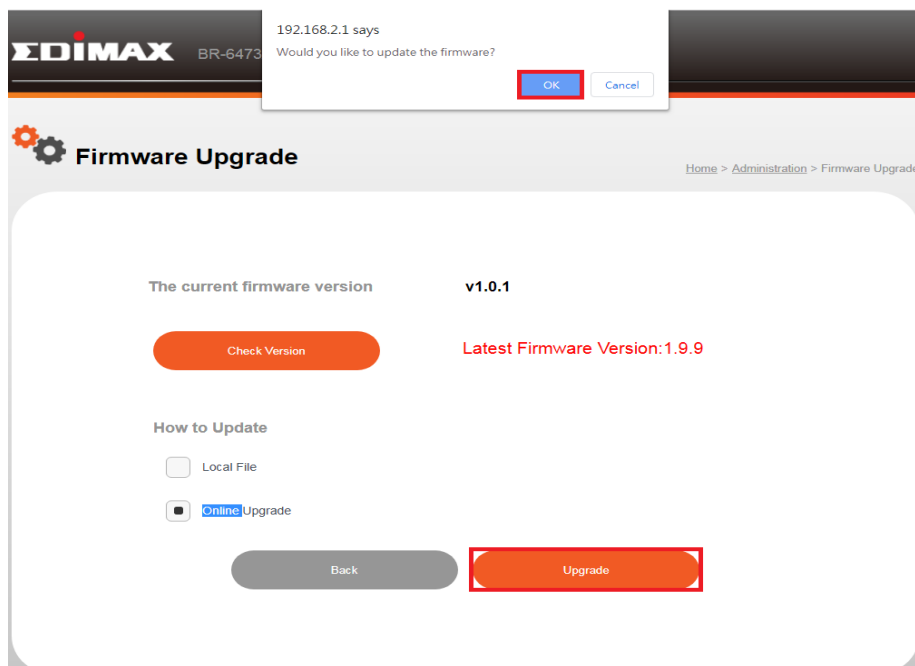 192.168.2.1 says
Would you like to update the firmware?
OK Cancel
EDIMAX BR-6473
Firmware Upgrade
Home > Administration > Firmware Upgrade
The current firmware version v1.0.1
Check Version Latest Firmware Version:1.9.9
How to Update
Local File
Online Upgrade
Back Upgrade